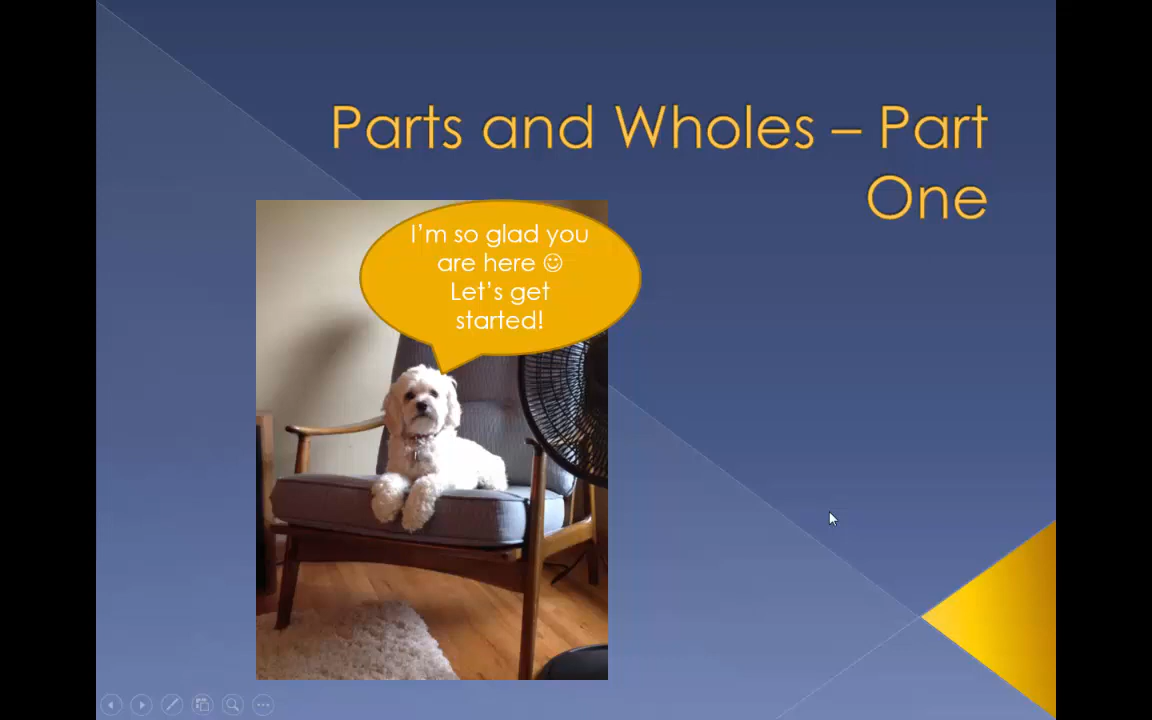 Parts and Wholes – Part
One
I'm so glad you
are here ☺
Let's get
started!